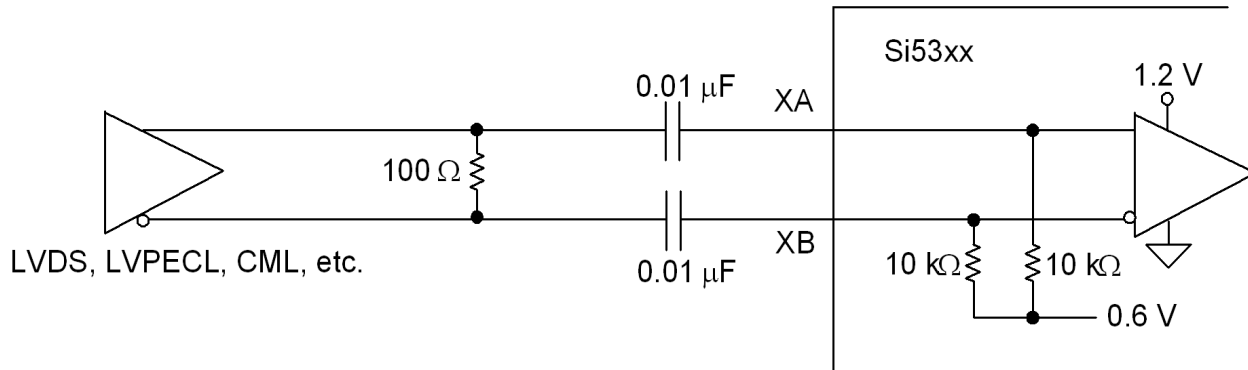 Si53xx
1.2 V
0.01 μF
XA
100 Ω
XB
LVDS, LVPECL, CML, etc.
0.01 μF
10 kΩ
10 kΩ
0.6 V